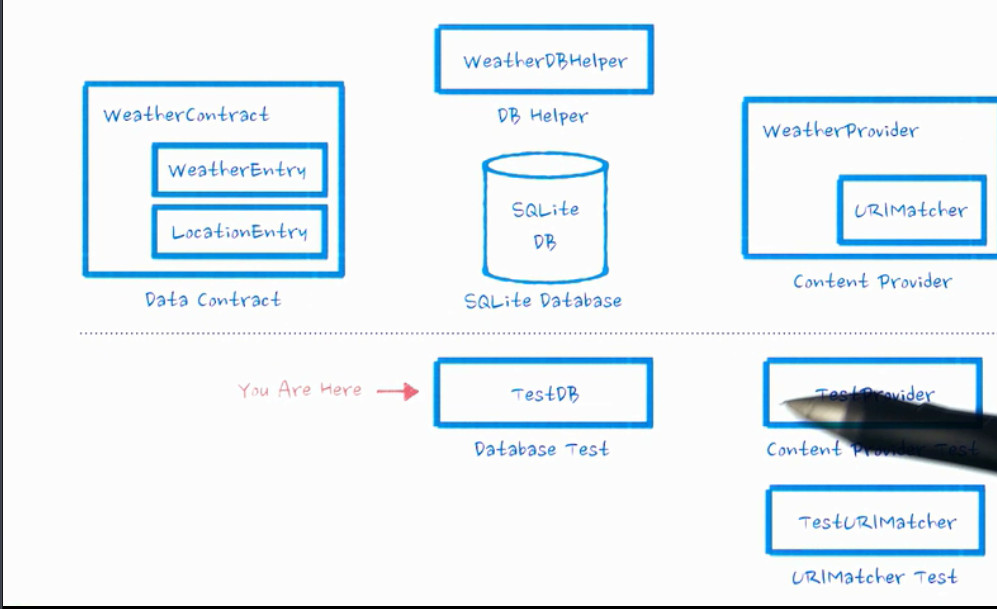 WeatherDBHelper
DB Helper
WeatherContract
WeatherEntry
LocationEntry
Data Contract
SQLite
DB
SQLite Database
WeatherProvider
URIMatcher
Content Provider
You Are Here
TestDB
Database Test
TestProvider
Content Provider Test
TestURIMatcher
URIMatcher Test